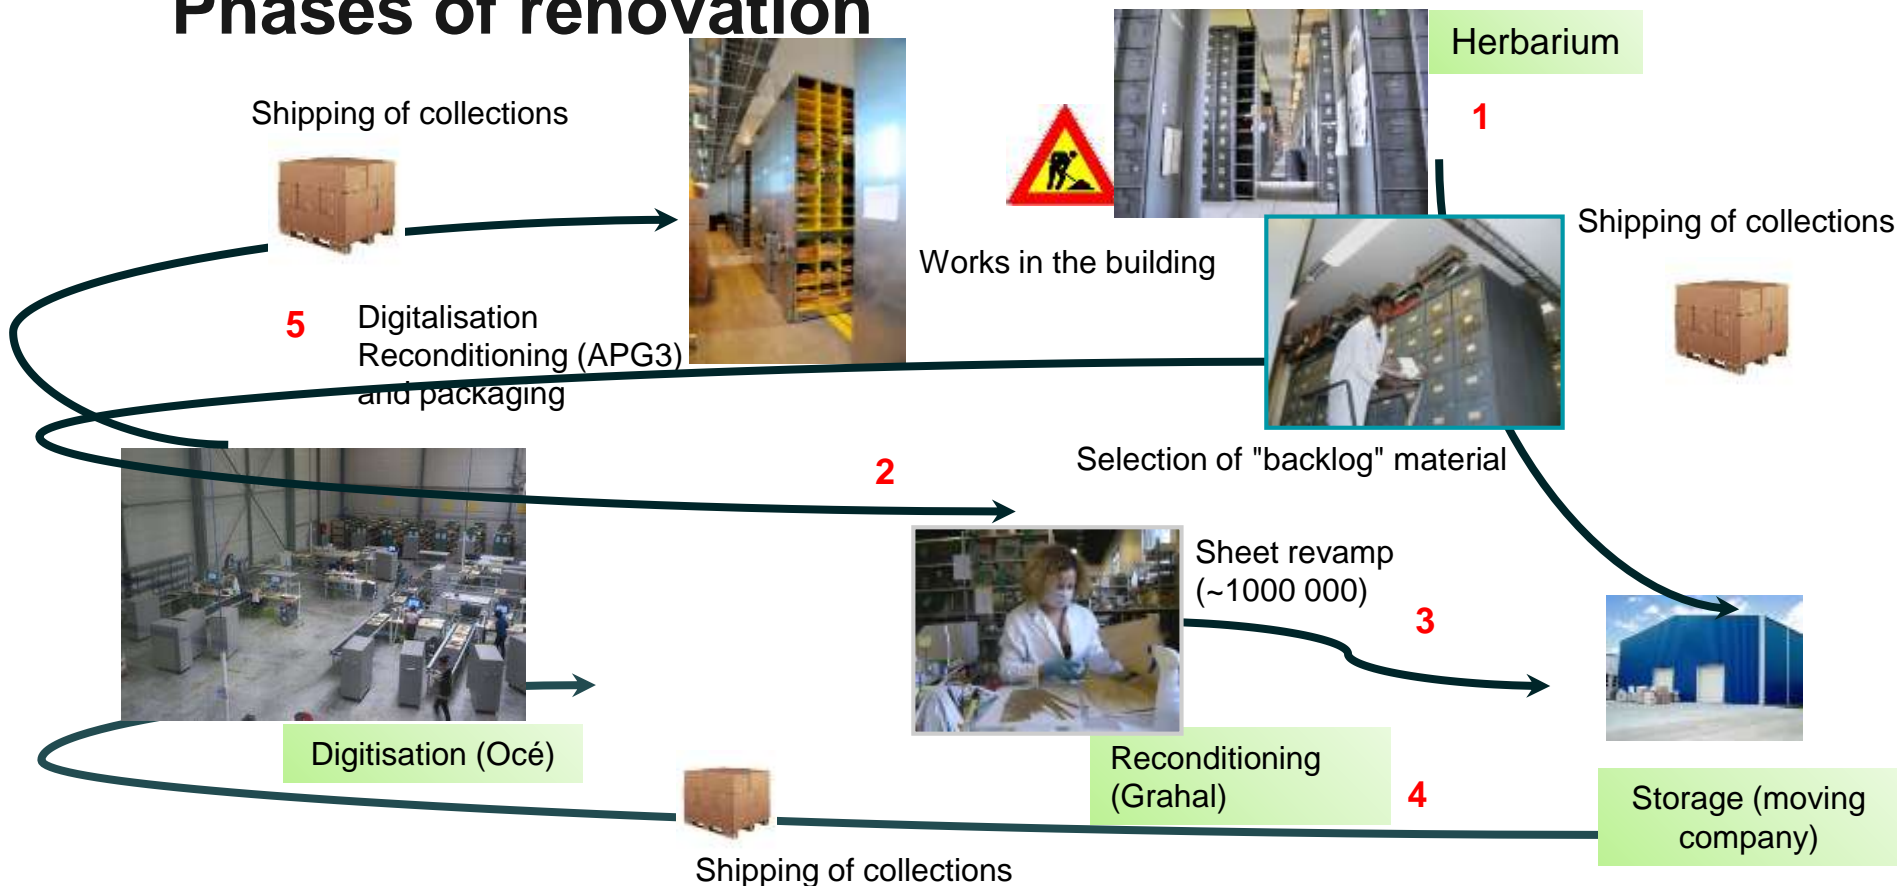 Phases of renovation
Herbarium
1
Shipping of collections
Shipping of collections
Works in the building
5
Digitalisation
Reconditioning (APG3)
and packaging
2
Selection of "backlog" material
Sheet revamp
(~1000 000)
3
Digitisation (Océ)
Reconditioning
(Grahal)
4
Storage (moving
company)
Shipping of collections